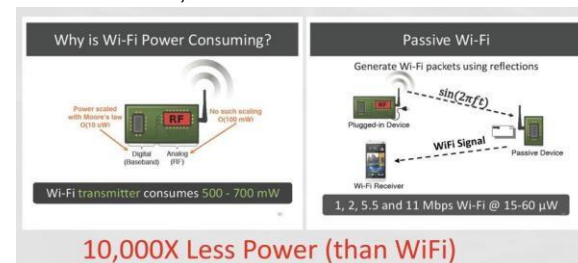 Why is Wi-Fi Power Consuming?
Power scaled
with Moore's law
O(10 uW)
No such scaling
O(100 mW)
RF
Digital
(Baseband)
Analog
(RF)
Wi-Fi transmitter consumes 500 - 700 mW
Passive Wi-Fi
Generate Wi-Fi packets using reflections
sin(2πft)
RF
Plugged-in Device
WiFi Signal
Passive Device
Wi-Fi Receiver
1, 2, 5.5 and 11 Mbps Wi-Fi @ 15-60 µW
10,000X Less Power (than WiFi)